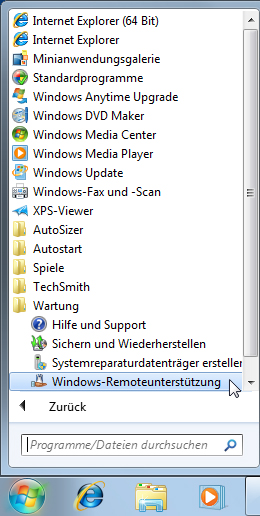 Internet Explorer (64 Bit)
Internet Explorer
Minianwendungsgalerie
Standardprogramme
Windows Anytime Upgrade
Windows DVD Maker
Windows Media Center
Windows Media Player
Windows Update
Windows-Fax und -Scan
XPS-Viewer
AutoSizer
Autostart
Spiele
TechSmith
Wartung
Hilfe und Support
Sichern und Wiederherstellen
Systemreparaturdatenträger erstellen
Windows-Remoteunterstützung
Zurück
Programme/Dateien durchsuchen